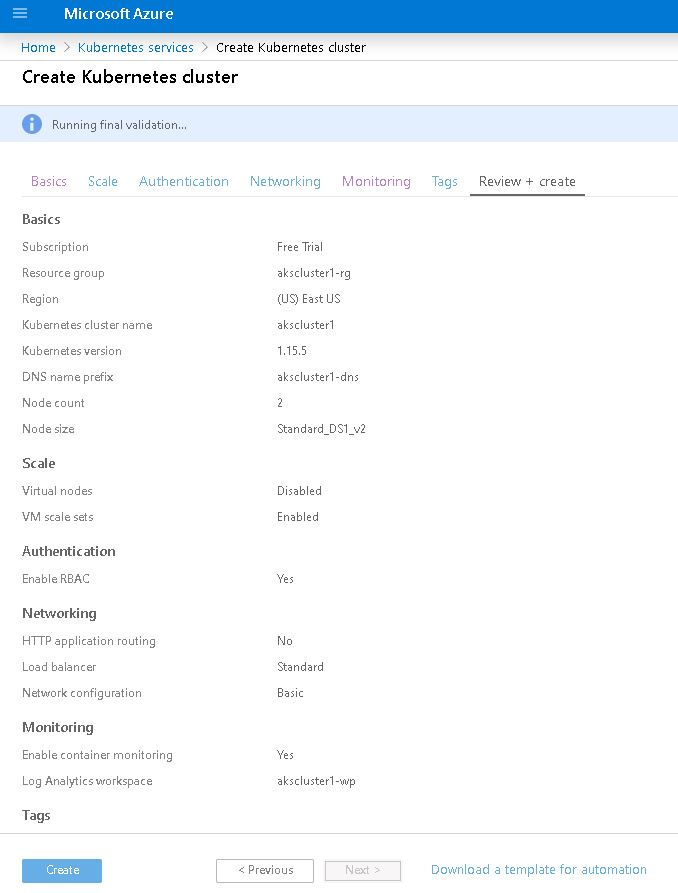 Microsoft Azure
Home > Kubernetes services > Create Kubernetes cluster
Create Kubernetes cluster
Running final validation...
Basics Scale Authentication Networking Monitoring Tags Review + create
Basics
Subscription Free Trial
Resource group akscluster1-rg
Region (US) East US
Kubernetes cluster name akscluster1
Kubernetes version 1.15.5
DNS name prefix akscluster1-dns
Node count 2
Node size Standard_DS1_v2
Scale
Virtual nodes Disabled
VM scale sets Enabled
Authentication
Enable RBAC Yes
Networking
HTTP application routing No
Load balancer Standard
Network configuration Basic
Monitoring
Enable container monitoring Yes
Log Analytics workspace akscluster1-wp
Tags
Create < Previous Next > Download a template for automation